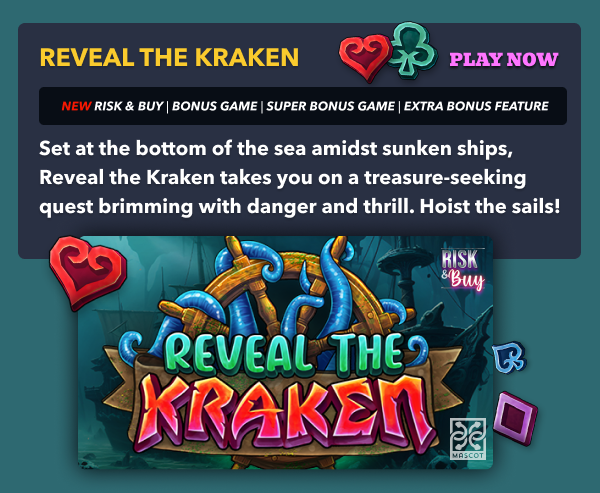 REVEAL THE KRAKEN
PLAY NOW
NEW RISK & BUY | BONUS GAME | SUPER BONUS GAME | EXTRA BONUS FEATURE
Set at the bottom of the sea amidst sunken ships,
Reveal the Kraken takes you on a treasure-seeking
quest brimming with danger and thrill. Hoist the sails!
RISK
& Buy
REVEAL THE
KRAKEN
MASCOT